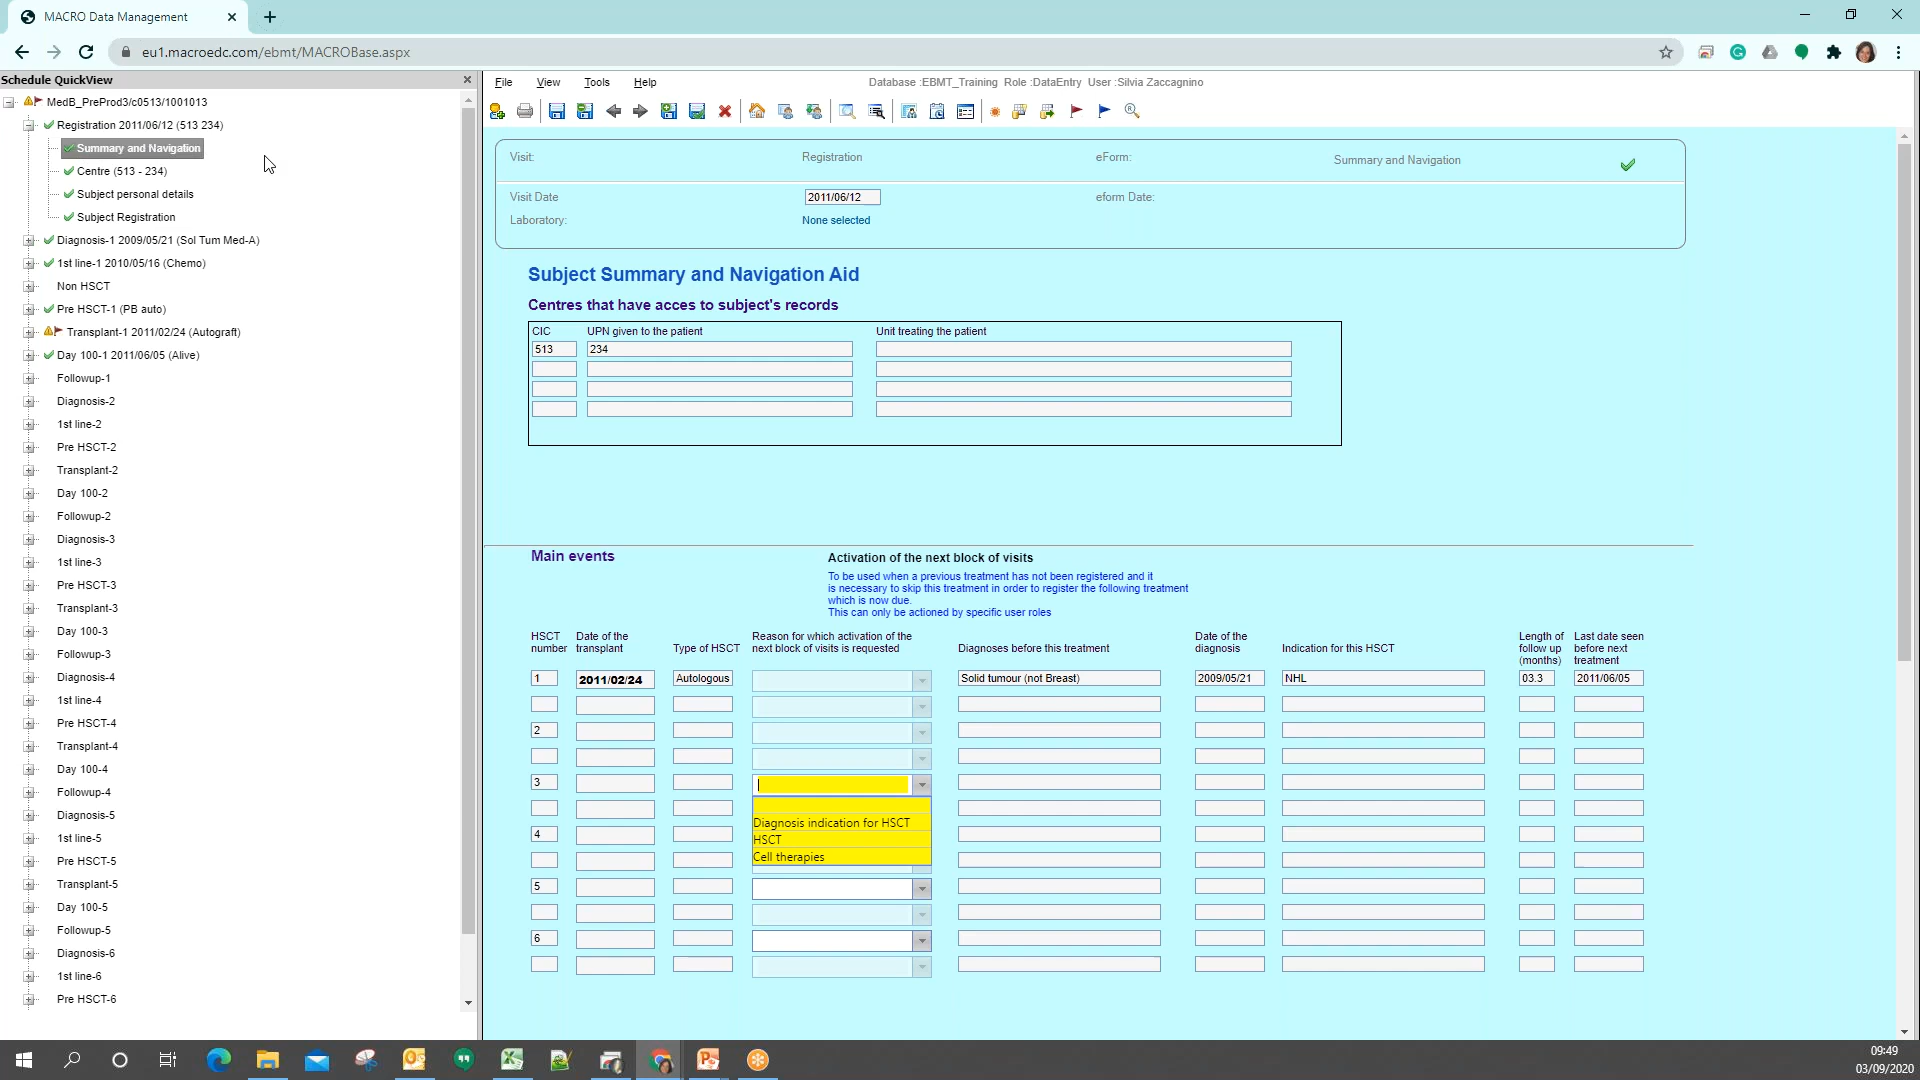 MACRO Data Management
eu1.macroedc.com/ebmt/MACROBase.aspx
Schedule QuickView
MedB_PreProd3/c0513/1001013
Registration 2011/06/12 (513 234)
Summary and Navigation
Centre (513 - 234)
Subject personal details
Subject Registration
Diagnosis-1 2009/05/21 (Sol Tum Med-A)
1st line-1 2010/05/16 (Chemo)
Non HSCT
Pre HSCT-1 (PB auto)
Transplant-1 2011/02/24 (Autograft)
Day 100-1 2011/06/05 (Alive)
Followup-1
Diagnosis-2
1st line-2
Pre HSCT-2
Transplant-2
Day 100-2
Followup-2
Diagnosis-3
1st line-3
Pre HSCT-3
Transplant-3
Day 100-3
Followup-3
Diagnosis-4
1st line-4
Pre HSCT-4
Transplant-4
Day 100-4
Followup-4
Diagnosis-5
1st line-5
Pre HSCT-5
Transplant-5
Day 100-5
Followup-5
Diagnosis-6
1st line-6
Pre HSCT-6
File View Tools Help Database :EBMT_Training Role :DataEntry User :Silvia Zaccagnino
Visit: Registration eForm: Summary and Navigation
Visit Date 2011/06/12 eform Date:
Laboratory: None selected
Subject Summary and Navigation Aid
Centres that have acces to subject's records
CIC UPN given to the patient Unit treating the patient
513 234
Main events
Activation of the next block of visits
To be used when a previous treatment has not been registered and it
is necessary to skip this treatment in order to register the following treatment
which is now due.
This can only be actioned by specific user roles
HSCT number Date of the transplant Type of HSCT Reason for which activation of the next block of visits is requested Diagnoses before this treatment Date of the diagnosis Indication for this HSCT Length of follow up (months) Last date seen before next treatment
1 2011/02/24 Autologous Solid tumour (not Breast) 2009/05/21 NHL 03.3 2011/06/05
2
3
Diagnosis indication for HSCT
4 HSCT
Cell therapies
5
6
09:49
03/09/2020